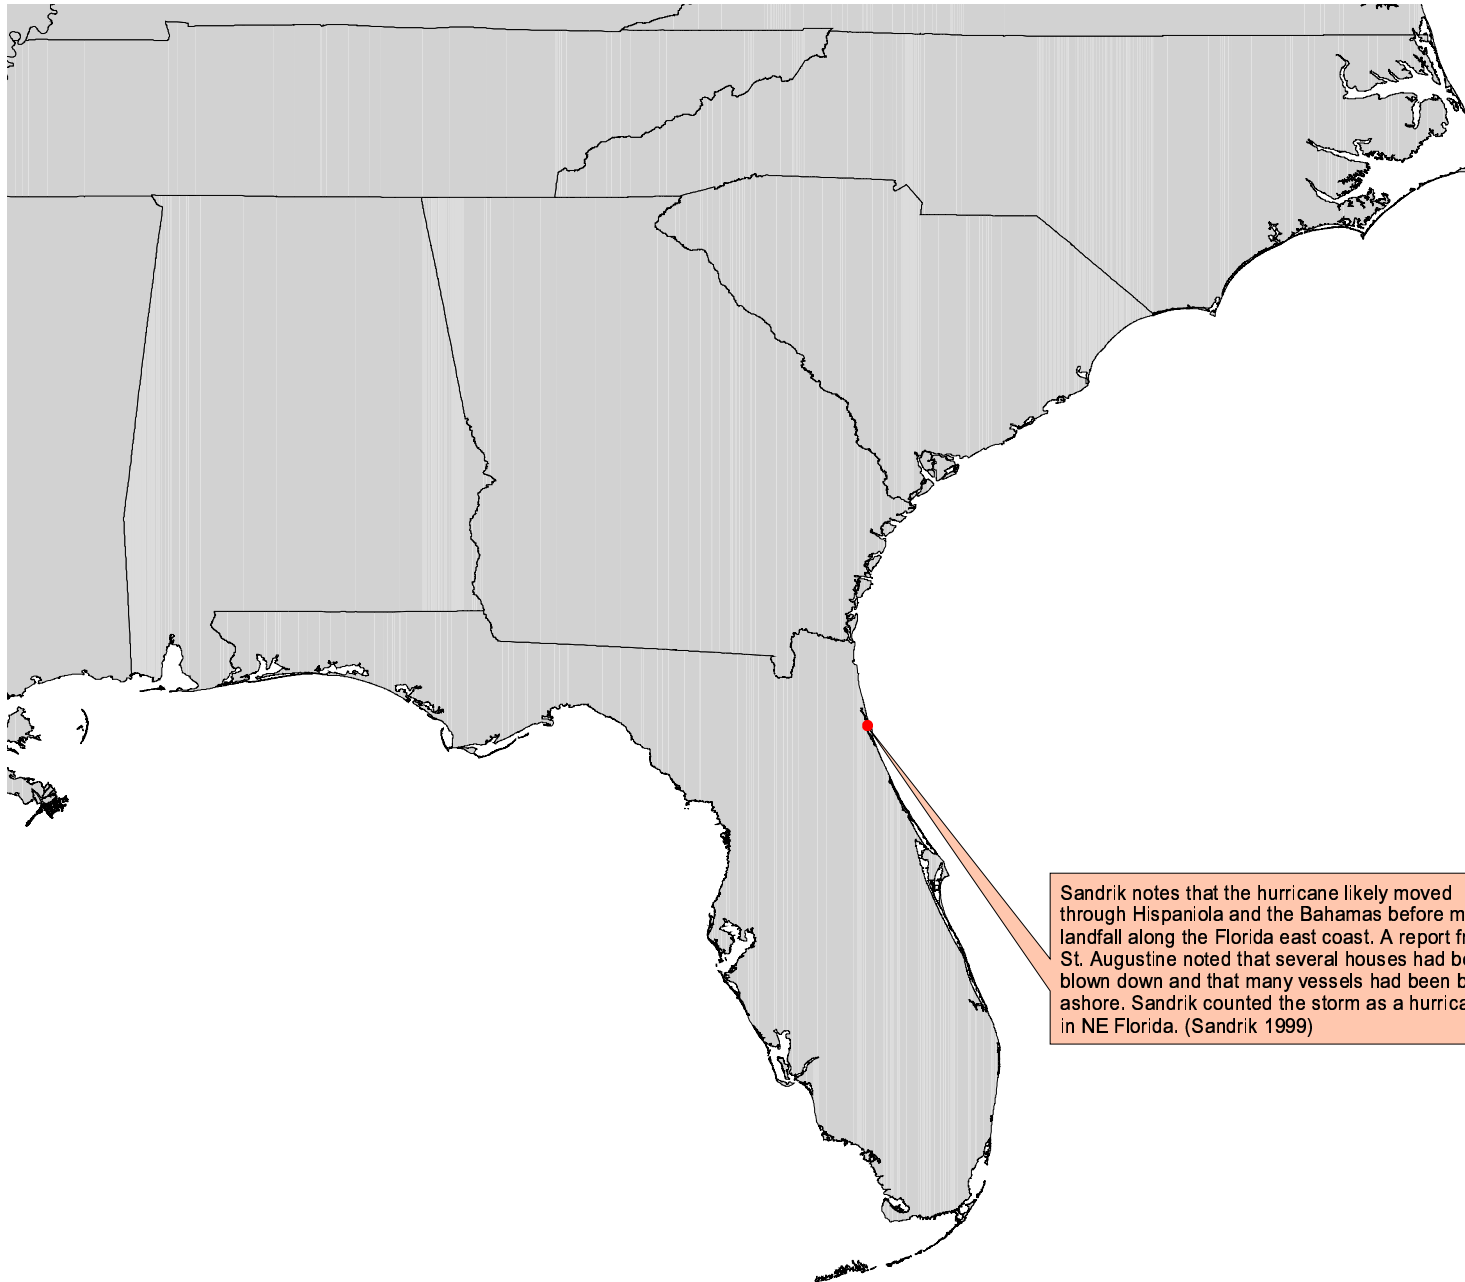 Sandrik notes that the hurricane likely moved
through Hispaniola and the Bahamas before m
landfall along the Florida east coast. A report fr
St. Augustine noted that several houses had be
blown down and that many vessels had been b
ashore. Sandrik counted the storm as a hurrica
in NE Florida. (Sandrik 1999)